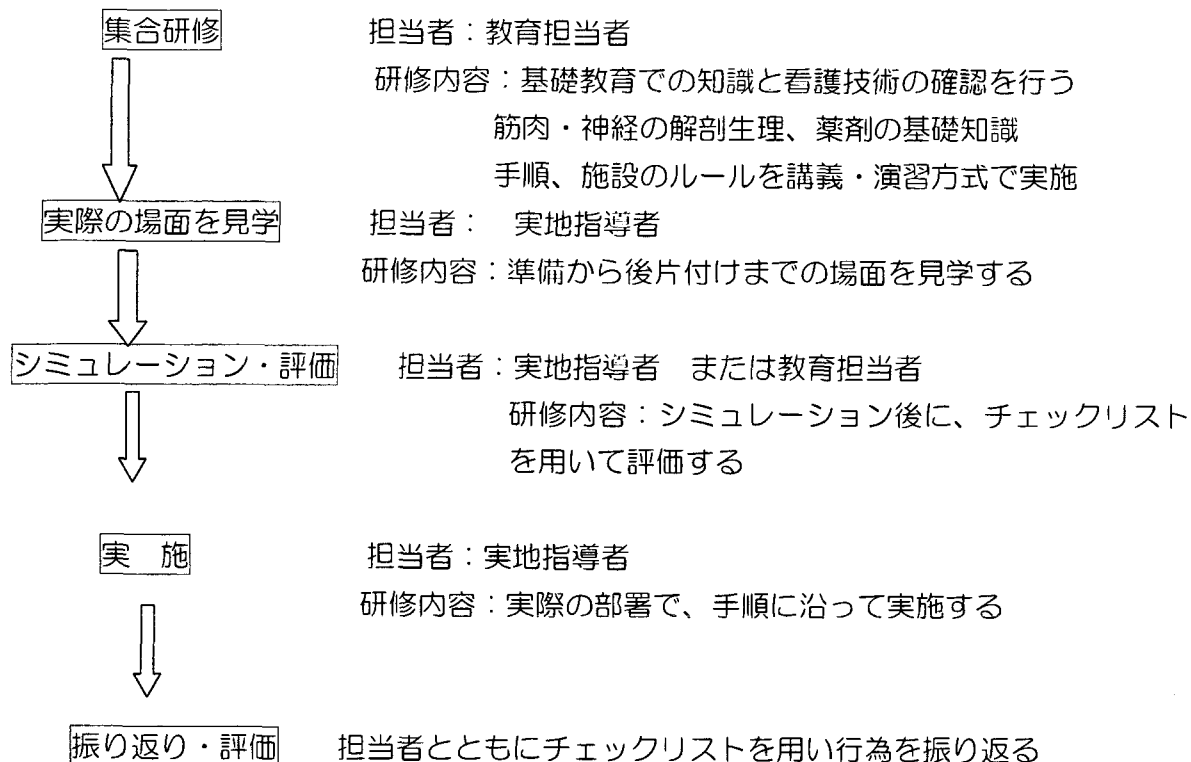 集合研修 担当者：教育担当者
研修内容：基礎教育での知識と看護技術の確認を行う
筋肉・神経の解剖生理、薬剤の基礎知識
手順、施設のルールを講義・演習方式で実施
実際の場面を見学 担当者： 実地指導者
研修内容：準備から後片付けまでの場面を見学する
シミュレーション・評価 担当者：実地指導者 または教育担当者
研修内容：シミュレーション後に、チェックリスト
を用いて評価する
実 施 担当者：実地指導者
研修内容：実際の部署で、手順に沿って実施する
振り返り・評価 担当者とともにチェックリストを用い行為を振り返る